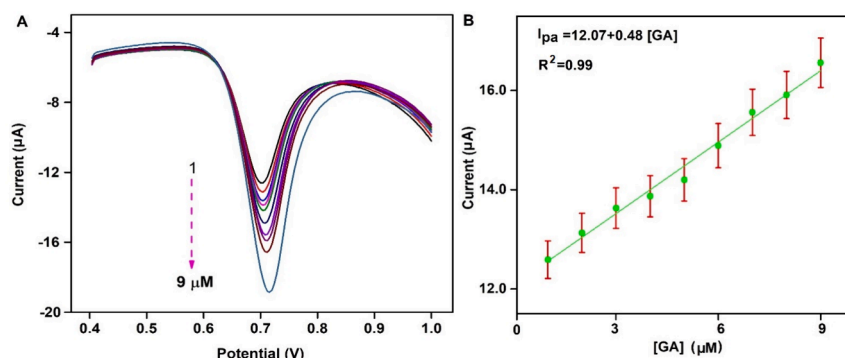 A
Current (µA)
-4
-8
-12
-16
-20
1
9 µM
0.4
0.5
0.6
0.7
0.8
0.9
1.0
Potential (V)
B
Ipa =12.07+0.48 [GA]
R²=0.99
Current (µA)
16.0
14.0
12.0
0
3
6
9
[GA] (µM)